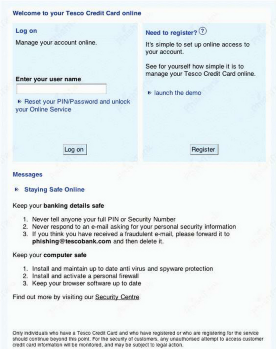 Welcome to your Tesco Credit Card online
Log on
Manage your account online.
Enter your user name
Reset your PIN/Password and unlock
your Online Service
Log on
Need to register? ?
It's simple to set up online access to
your account.
See for yourself how simple it is to
manage your Tesco Credit Card online.
launch the demo
Register
Messages
Staying Safe Online
Keep your banking details safe
1. Never tell anyone your full PIN or Security Number
2. Never respond to an e-mail asking for your personal security information
3. If you think you have received a fraudulent e-mail, please forward it to
phishing@tescobank.com and then delete it.
Keep your computer safe
1. Install and maintain up to date anti virus and spyware protection
2. Install and activate a personal firewall
3. Keep your browser software up to date
Find out more by visiting our Security Centre
Only individuals who have a Tesco Credit Card and who have registered or who are registering for the service
should continue beyond this point. For the security of customers, any unauthorised attempt to access customer
credit card information will be monitored, and may be subject to legal action.